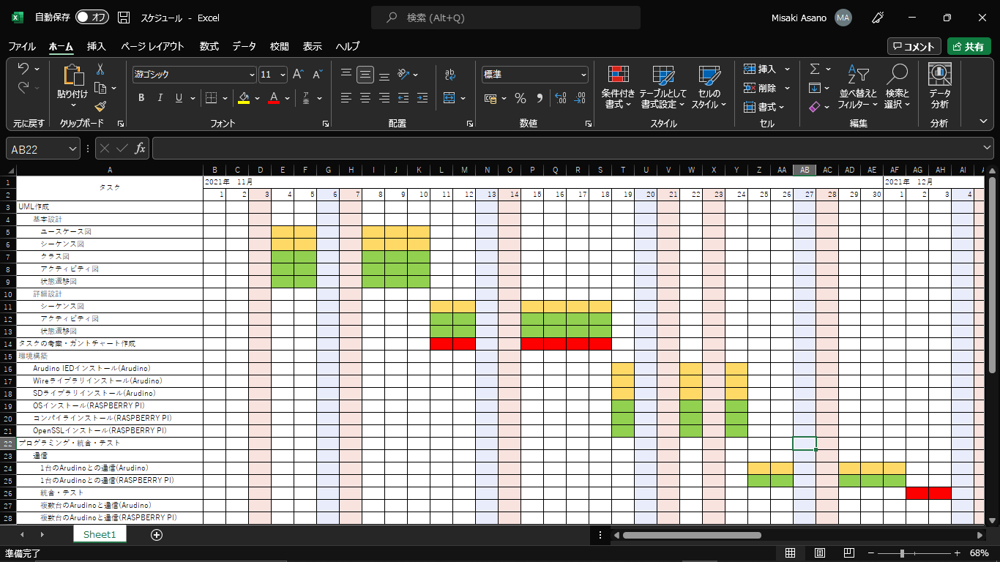 自動保存 オフ スケジュール - Excel 検索 (Alt+Q) Misaki Asano MA
ファイル ホーム 挿入 ページ レイアウト 数式 データ 校閲 表示 ヘルプ コメント 共有
貼り付け 游ゴシック 11 A A ab 標準 条件付き テーブルとして セルの 挿入 削除 書式 並べ替えと 検索と データ
B I U A ア 亜 % 書式 書式設定 スタイル フィルター 選択 分析
元に戻す クリップボード フォント 配置 数値 スタイル セル 編集 分析
AB22 fx
A B C D E F G H I J K L M N O P Q R S T U V W X Y Z AA AB AC AD AE AF AG AH AI
1 タスク 2021年 11月 2021年 12月
2 1 2 3 4 5 6 7 8 9 10 11 12 13 14 15 16 17 18 19 20 21 22 23 24 25 26 27 28 29 30 1 2 3 4
3 UML作成
4 基本設計
5 ユースケース図
6 シーケンス図
7 クラス図
8 アクティビティ図
9 状態遷移図
10 詳細設計
11 シーケンス図
12 アクティビティ図
13 状態遷移図
14 タスクの考案・ガントチャート作成
15 環境構築
16 Arudino IEDインストール(Arudino)
17 Wireライブラリインストール(Arudino)
18 SDライブラリインストール(Arudino)
19 OSインストール(RASPBERRY PI)
20 コンパイラインストール(RASPBERRY PI)
21 OpenSSLインストール(RASPBERRY PI)
22 プログラミング・統合・テスト
23 通信
24 1台のArudinoとの通信(Arudino)
25 1台のArudinoとの通信(RASPBERRY PI)
26 統合・テスト
27 複数台のArudinoと通信(Arudino)
28 複数台のArudinoと通信(RASPBERRY PI)
Sheet1
準備完了 68%